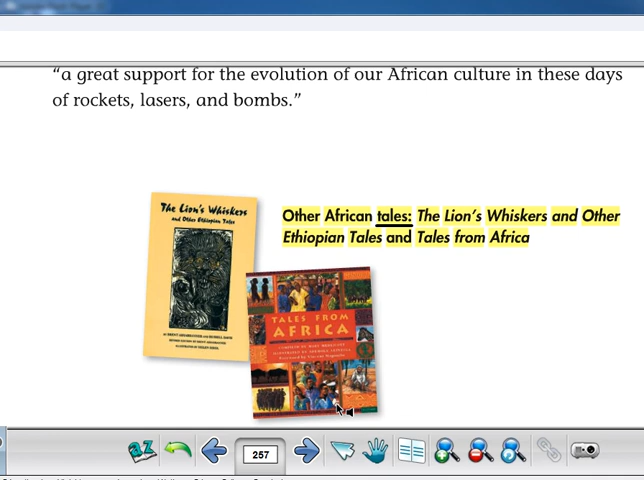 “a great support for the evolution of our African culture in these days
of rockets, lasers, and bombs.”
The Lion's Whiskers
and Other Ethiopian Tales
Other African tales: The Lion's Whiskers and Other
Ethiopian Tales and Tales from Africa
TALES FROM
AFRICA
257